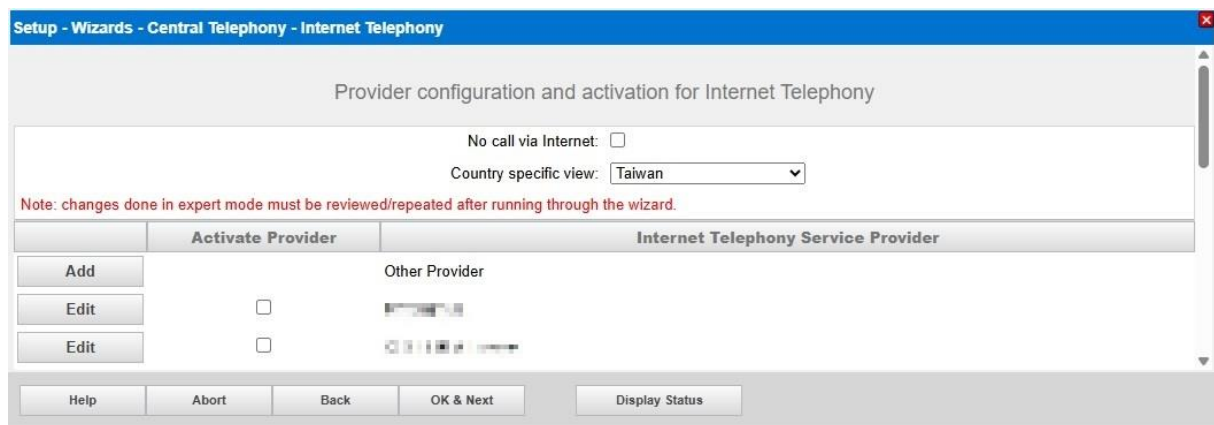 Setup - Wizards - Central Telephony - Internet Telephony
Provider configuration and activation for Internet Telephony
No call via Internet:
Country specific view: Taiwan
Note: changes done in expert mode must be reviewed/repeated after running through the wizard.
Activate Provider Internet Telephony Service Provider
Add Other Provider
Edit
Edit
Help Abort Back OK & Next Display Status